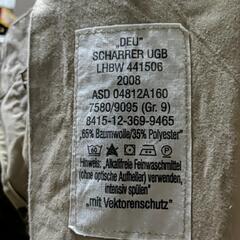 „DEU"
SCHARRER UGB
LHBW 441506
2008
ASD 04812A160
7580/9095 (Gr. 9)
8415-12-369-9465
"65% Baumwolle/35% Polyester"
60
Hinweis: „Alkalifreie Feinwaschmittel
(ohne optische Aufheller) verwenden,
intensiv spülen"
„mit Vektorenschutz"